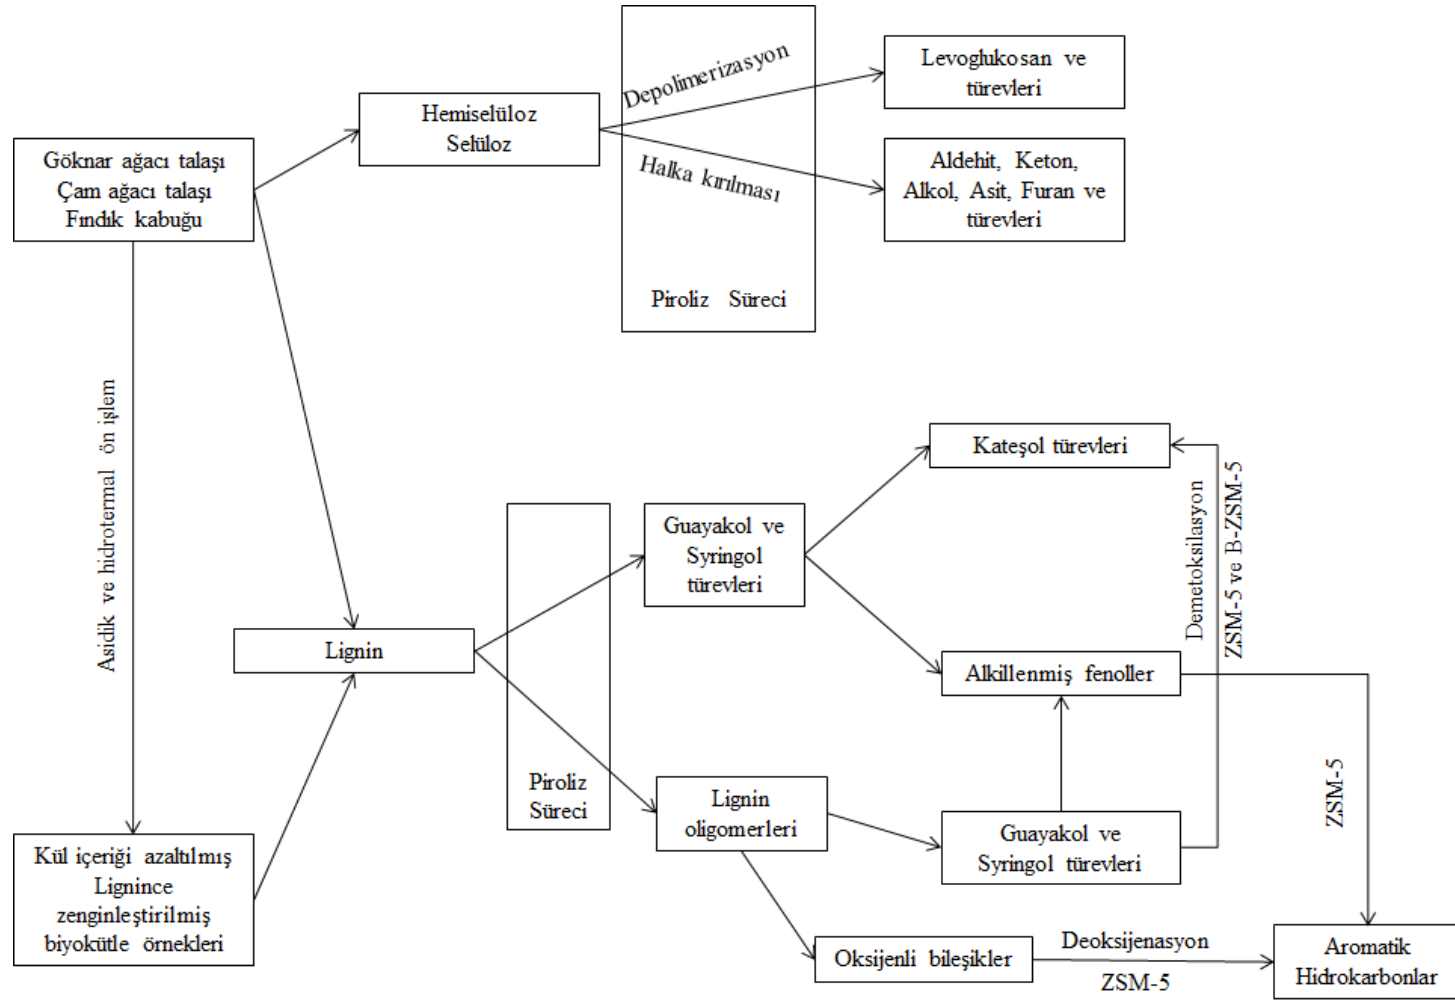 Göknar ağacı talaşı
Çam ağacı talaşı
Fındık kabuğu
Hemiselüloz
Selüloz
Depolimerizasyon
Halka kırılması
Piroliz Süreci
Levoglukosan ve
türevleri
Aldehit, Keton,
Alkol, Asit, Furan ve
türevleri
Asidik ve hidrotermal ön işlem
Kül içeriği azaltılmış
Lignince
zenginleştirilmiş
biyokütle örnekleri
Lignin
Piroliz
Süreci
Guayakol ve
Syringol
türevleri
Lignin
oligomerleri
Kateşol türevleri
Alkillenmiş fenoller
Guayakol ve
Syringol türevleri
Demetoksilasyon
ZSM-5 ve B-ZSM-5
ZSM-5
Oksijenli bileşikler
Deoksijenasyon
ZSM-5
Aromatik
Hidrokarbonlar